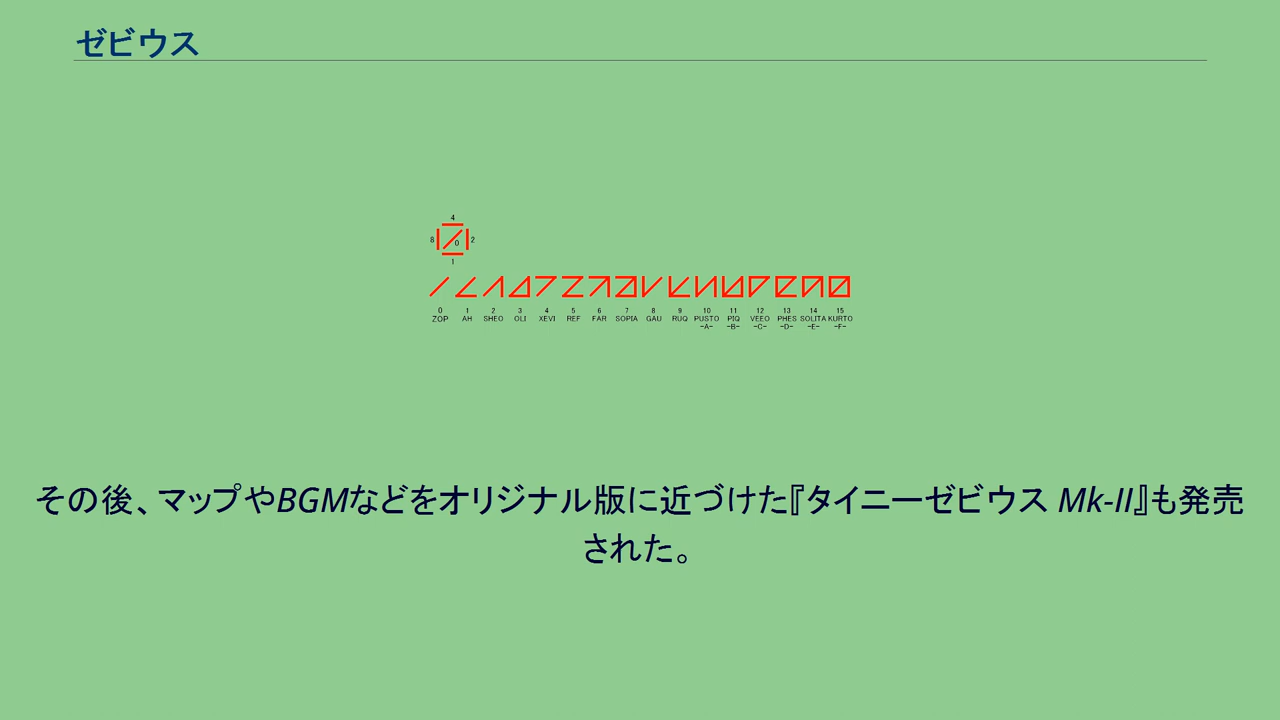 ゼビウス
4
8 0 2
1
0 1 2 3 4 5 6 7 8 9 10 11 12 13 14 15
ZOP AH SHEO OLI XEVI REF FAR SOPIA GAU RUQ PUSTO PIQ VEEO PHES SOLITA KURTO
-A- -B- -C- -D- -E- -F-
その後、マップやBGMなどをオリジナル版に近づけた『タイニーゼビウス Mk-II』も発売
された。